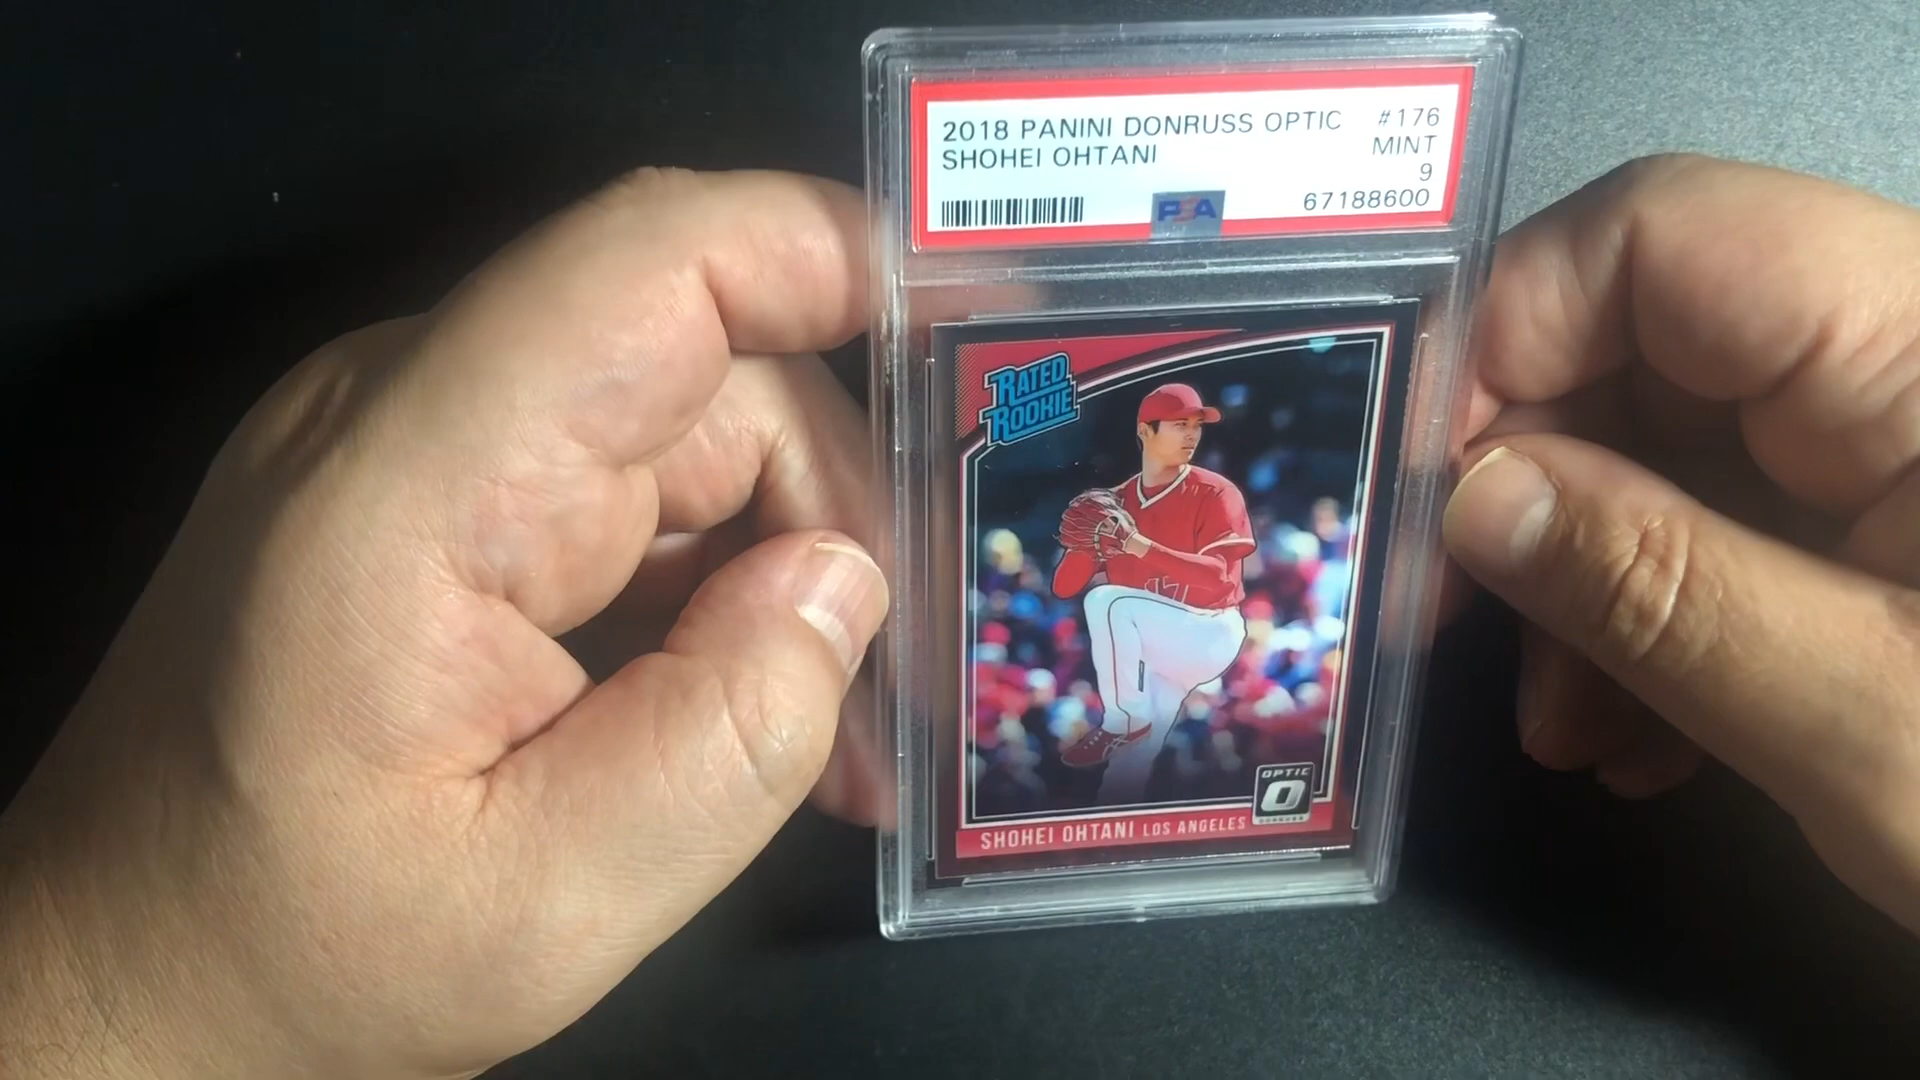 2018 PANINI DONRUSS OPTIC #176
SHOHEI OHTANI MINT
9
PSA 67188600
RATED
ROOKIE
17
OPTIC
O
DONRUSS
SHOHEI OHTANI LOS ANGELES